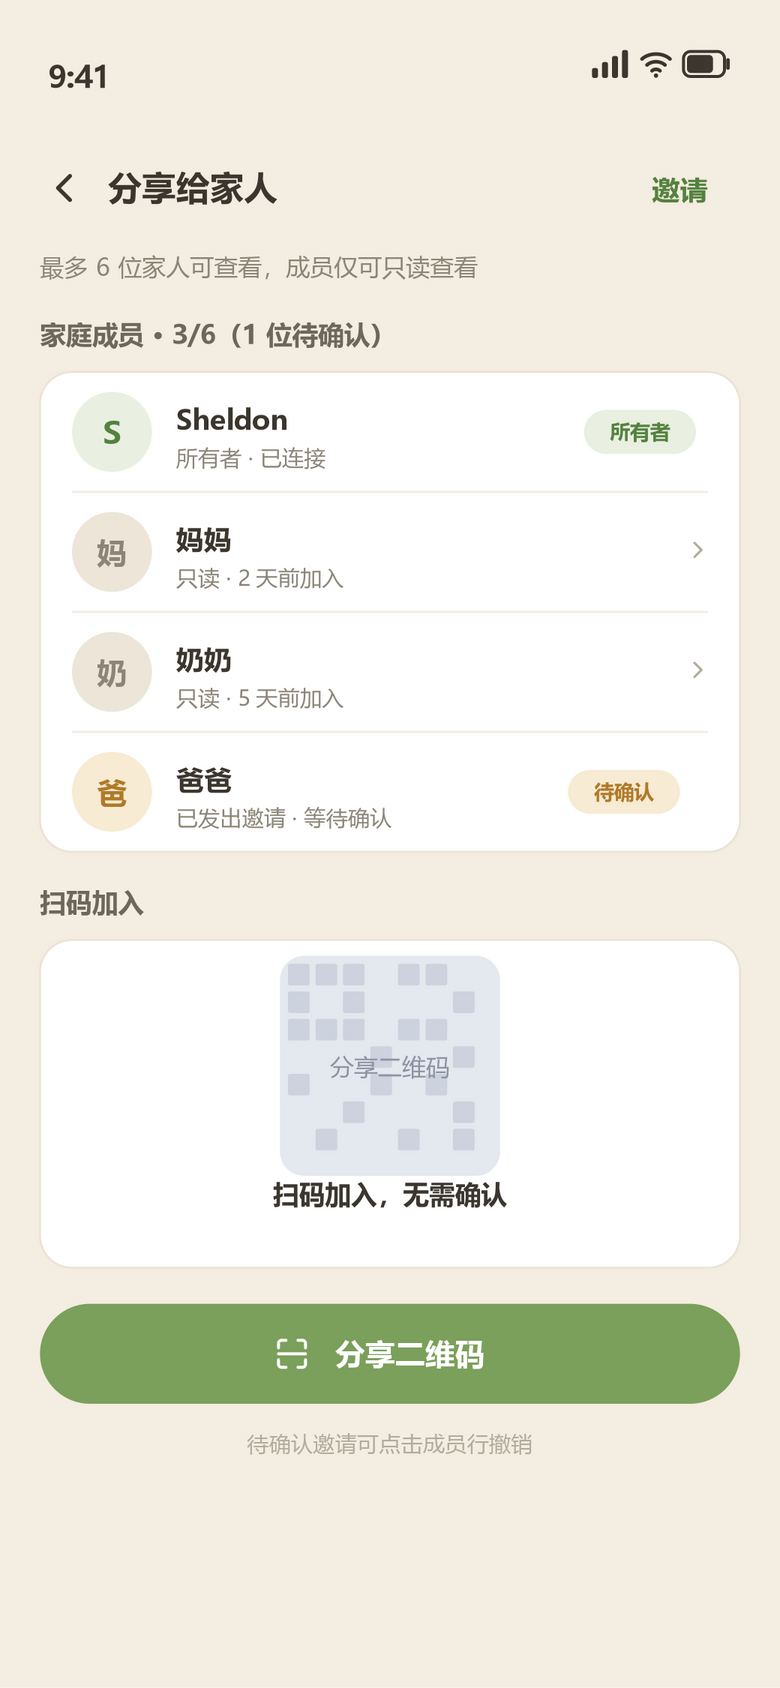 9:41
分享给家人
邀请
最多 6 位家人可查看，成员仅可只读查看
家庭成员 • 3/6（1 位待确认）
S
Sheldon
所有者 · 已连接
所有者
妈
妈妈
只读 · 2 天前加入
奶
奶奶
只读 · 5 天前加入
爸
爸爸
已发出邀请 · 等待确认
待确认
扫码加入
分享二维码
扫码加入，无需确认
分享二维码
待确认邀请可点击成员行撤销